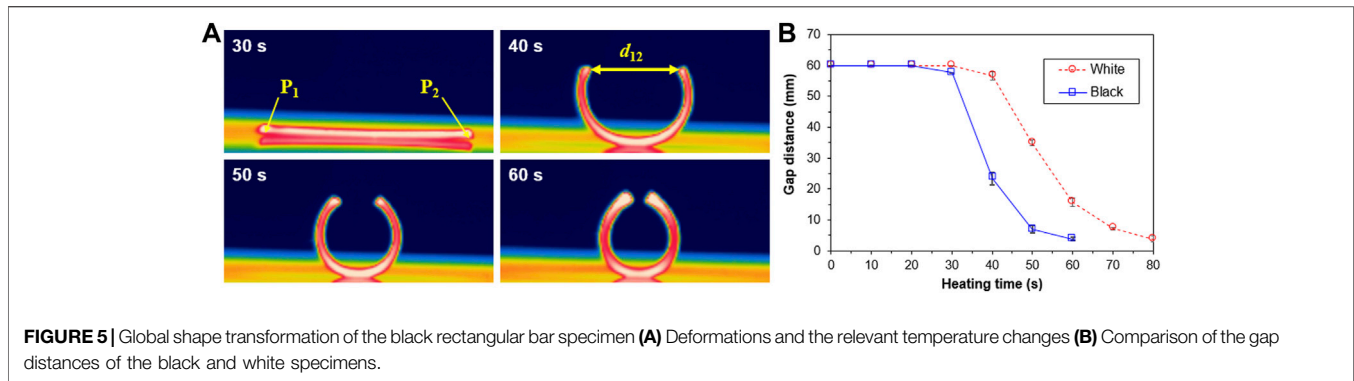 A
30 s
P1
P2
40 s
d12
50 s
60 s
B
70
60
50
40
30
20
10
0
Gap distance (mm)
White
Black
0 10 20 30 40 50 60 70 80
Heating time (s)
FIGURE 5 | Global shape transformation of the black rectangular bar specimen (A) Deformations and the relevant temperature changes (B) Comparison of the gap
distances of the black and white specimens.